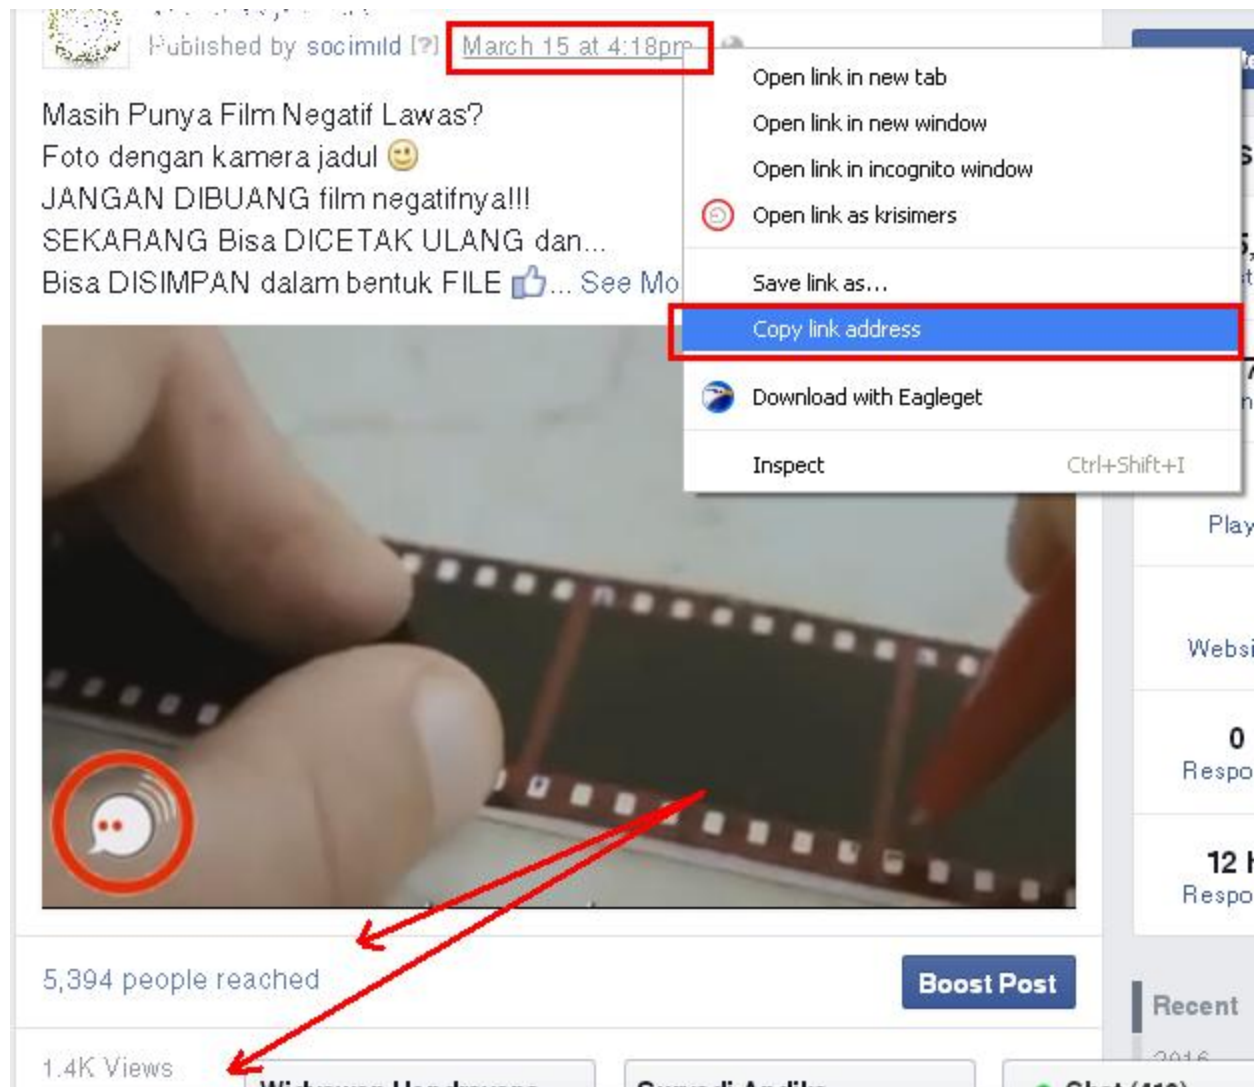 Published by socimild [?] March 15 at 4:18pm
Masih Punya Film Negatif Lawas?
Foto dengan kamera jadul
JANGAN DIBUANG film negatifnya!!!
SEKARANG Bisa DICETAK ULANG dan...
Bisa DISIMPAN dalam bentuk FILE ... See Mo
Open link in new tab
Open link in new window
Open link in incognito window
Open link as krisimers
Save link as...
Copy link address
Download with Eagleget
Inspect Ctrl+Shift+I
5,394 people reached
Boost Post
1.4K Views
Play
Websi
0
Respo
12 H
Respo
Recent
2016